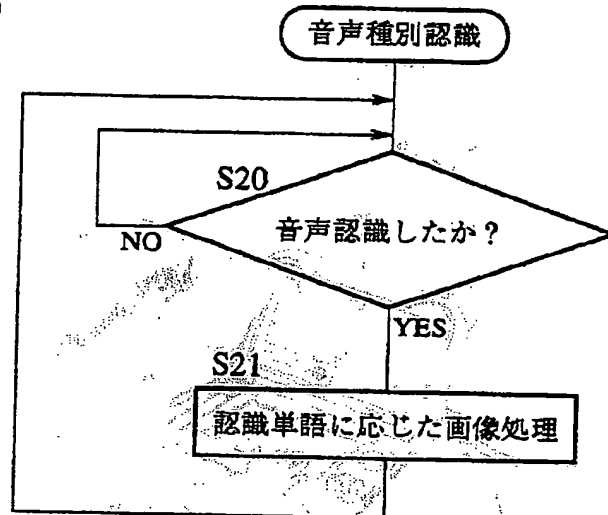 音声種別認識
S20
音声認識したか？
NO
YES
S21
認識単語に応じた画像処理